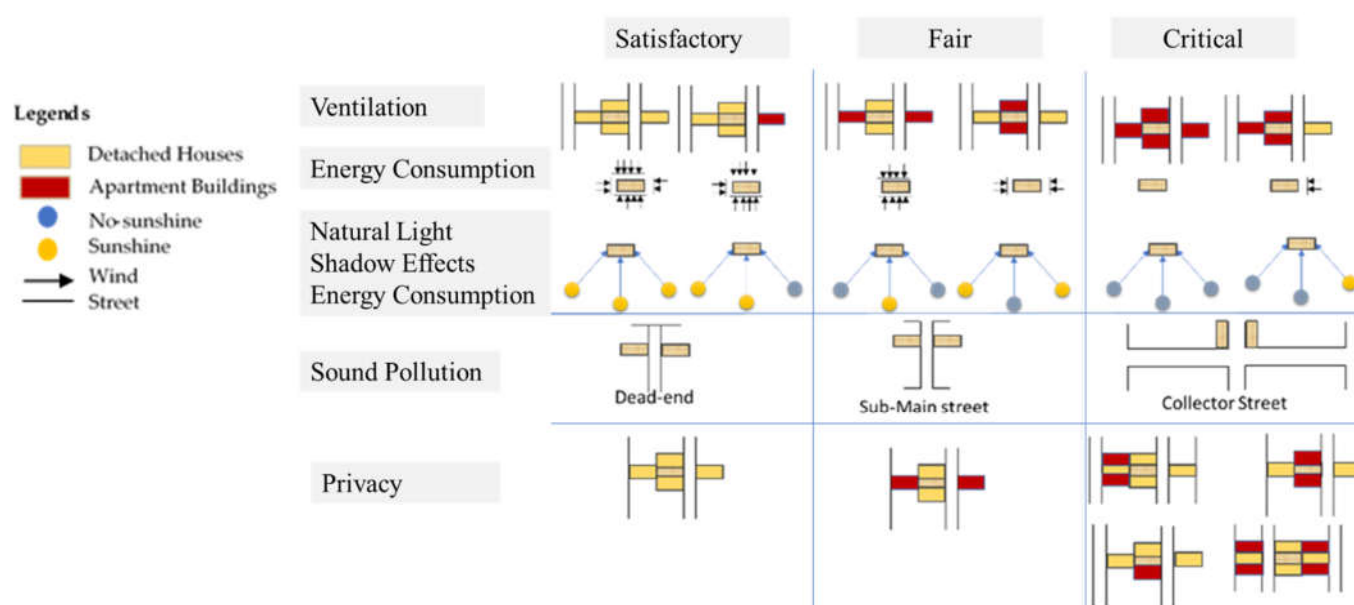 Satisfactory
Fair
Critical
Legends
Detached Houses
Apartment Buildings
No-sunshine
Sunshine
Wind
Street
Ventilation
Energy Consumption
Natural Light
Shadow Effects
Energy Consumption
Sound Pollution
Dead-end
Sub-Main street
Collector Street
Privacy